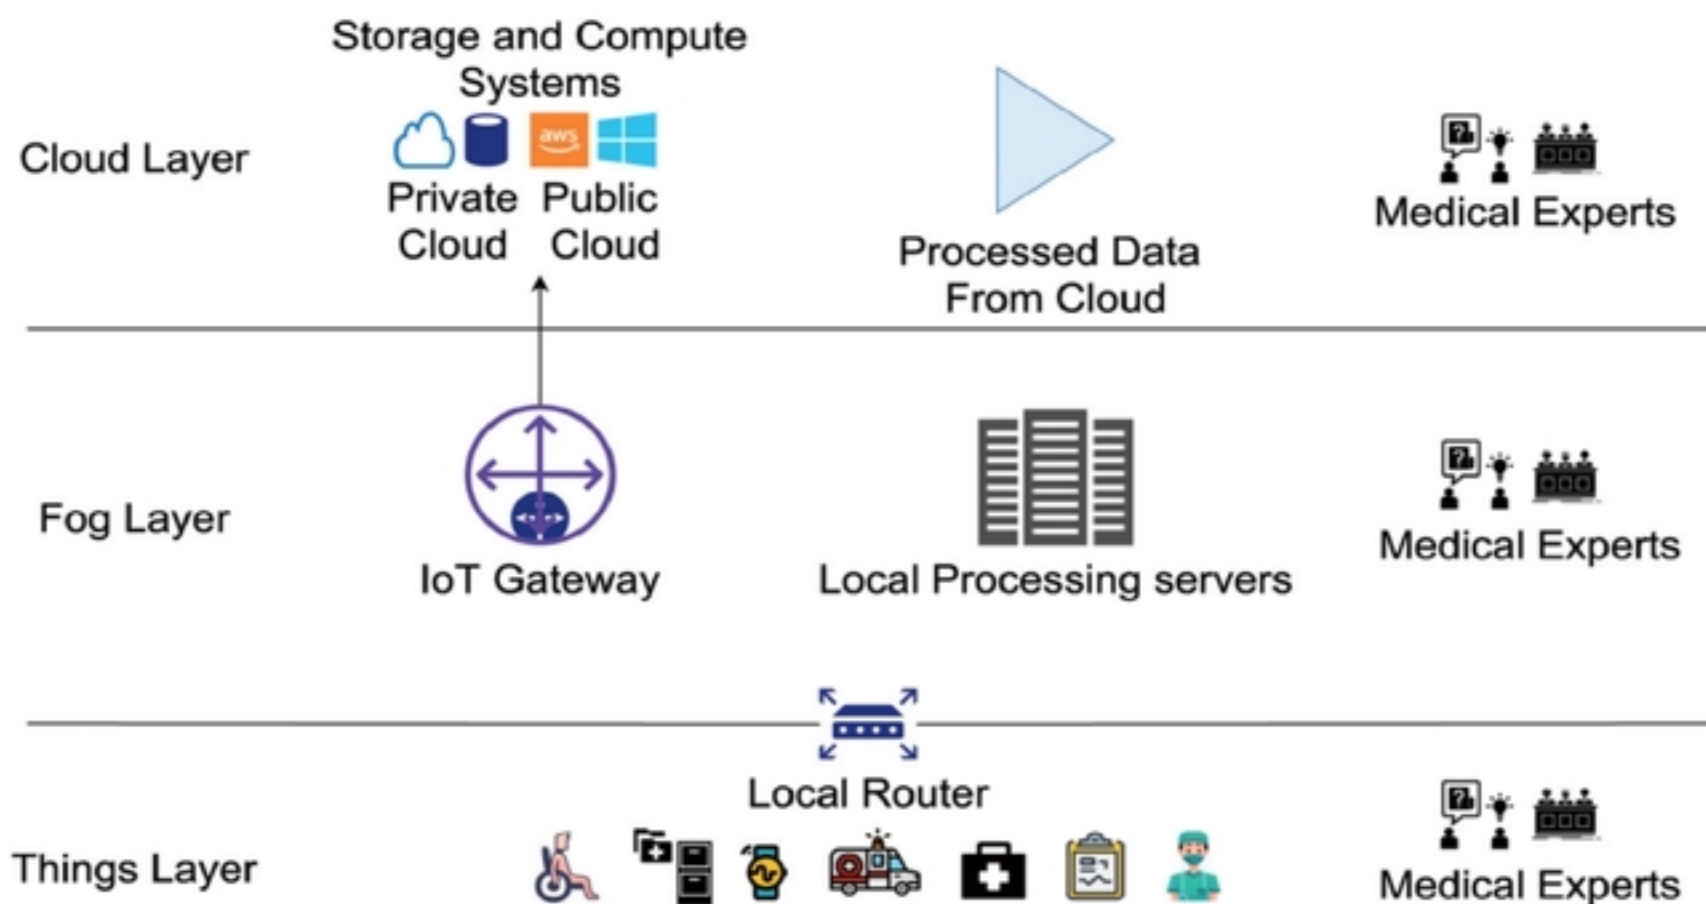 Storage and Compute
Systems
aws
Cloud Layer
Private Public
Cloud Cloud
Processed Data
From Cloud
?
Medical Experts
Fog Layer
IoT Gateway
Local Processing servers
?
Medical Experts
Local Router
Things Layer
?
Medical Experts